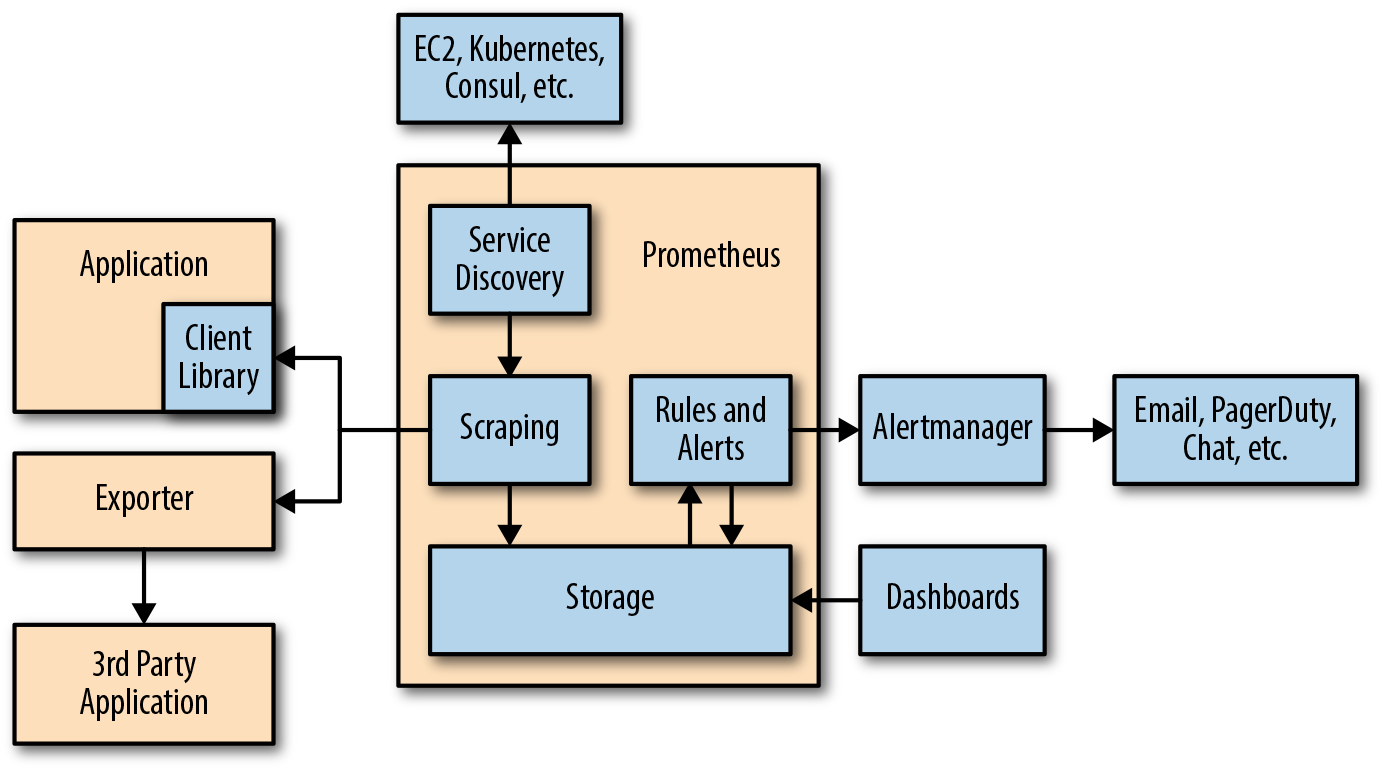 EC2, Kubernetes,
Consul, etc.
Application
Client
Library
Exporter
3rd Party
Application
Service
Discovery
Prometheus
Scraping
Rules and
Alerts
Storage
Alertmanager
Email, PagerDuty,
Chat, etc.
Dashboards